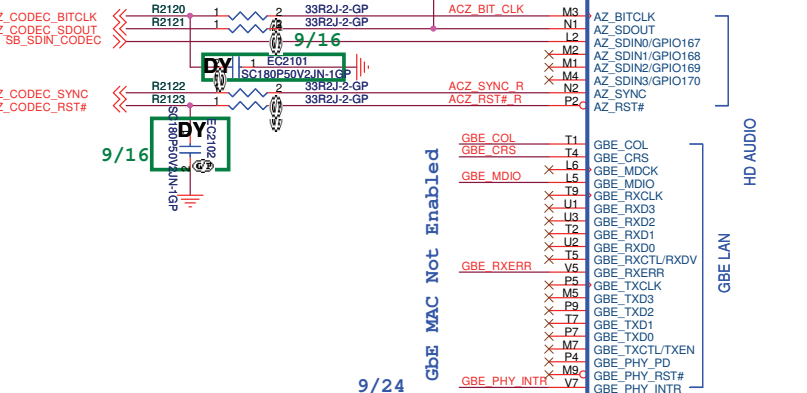 Z_CODEC_BITCLK R2120 1 2 33R2J-2-GP ACZ_BIT_CLK M3 AZ_BITCLK
Z_CODEC_SDOUT R2121 1 33R2J-2-GP N1 AZ_SDOUT
SB_SDIN_CODEC 9/16 L2 AZ_SDIN0/GPIO167
M2 AZ_SDIN1/GPIO168
DY 1 EC2101 M1 AZ_SDIN2/GPIO169
SC180P50V2JN-1GP M4 AZ_SDIN3/GPIO170
Z_CODEC_SYNC R2122 1 2 33R2J-2-GP ACZ_SYNC_R N2 AZ_SYNC
Z_CODEC_RST# R2123 1 33R2J-2-GP ACZ_RST#_R P2 AZ_RST#
HD AUDIO
9/16 DY EC2102
SC180P50V2JN-1GP
GbE MAC Not Enabled
GBE_COL T1 GBE_COL
GBE_CRS T4 GBE_CRS
L6 GBE_MDCK
GBE_MDIO L5 GBE_MDIO
T9 GBE_RXCLK
U1 GBE_RXD3
U3 GBE_RXD2
T2 GBE_RXD1
U2 GBE_RXD0
T5 GBE_RXCTL/RXDV
GBE_RXERR V5 GBE_RXERR
P5 GBE_TXCLK
M5 GBE_TXD3
P9 GBE_TXD2
T7 GBE_TXD1
P7 GBE_TXD0
M7 GBE_TXCTL/TXEN
P4 GBE_PHY_PD
M9 GBE_PHY_RST#
GBE_PHY_INTR V7 GBE_PHY_INTR
GBE LAN
9/24